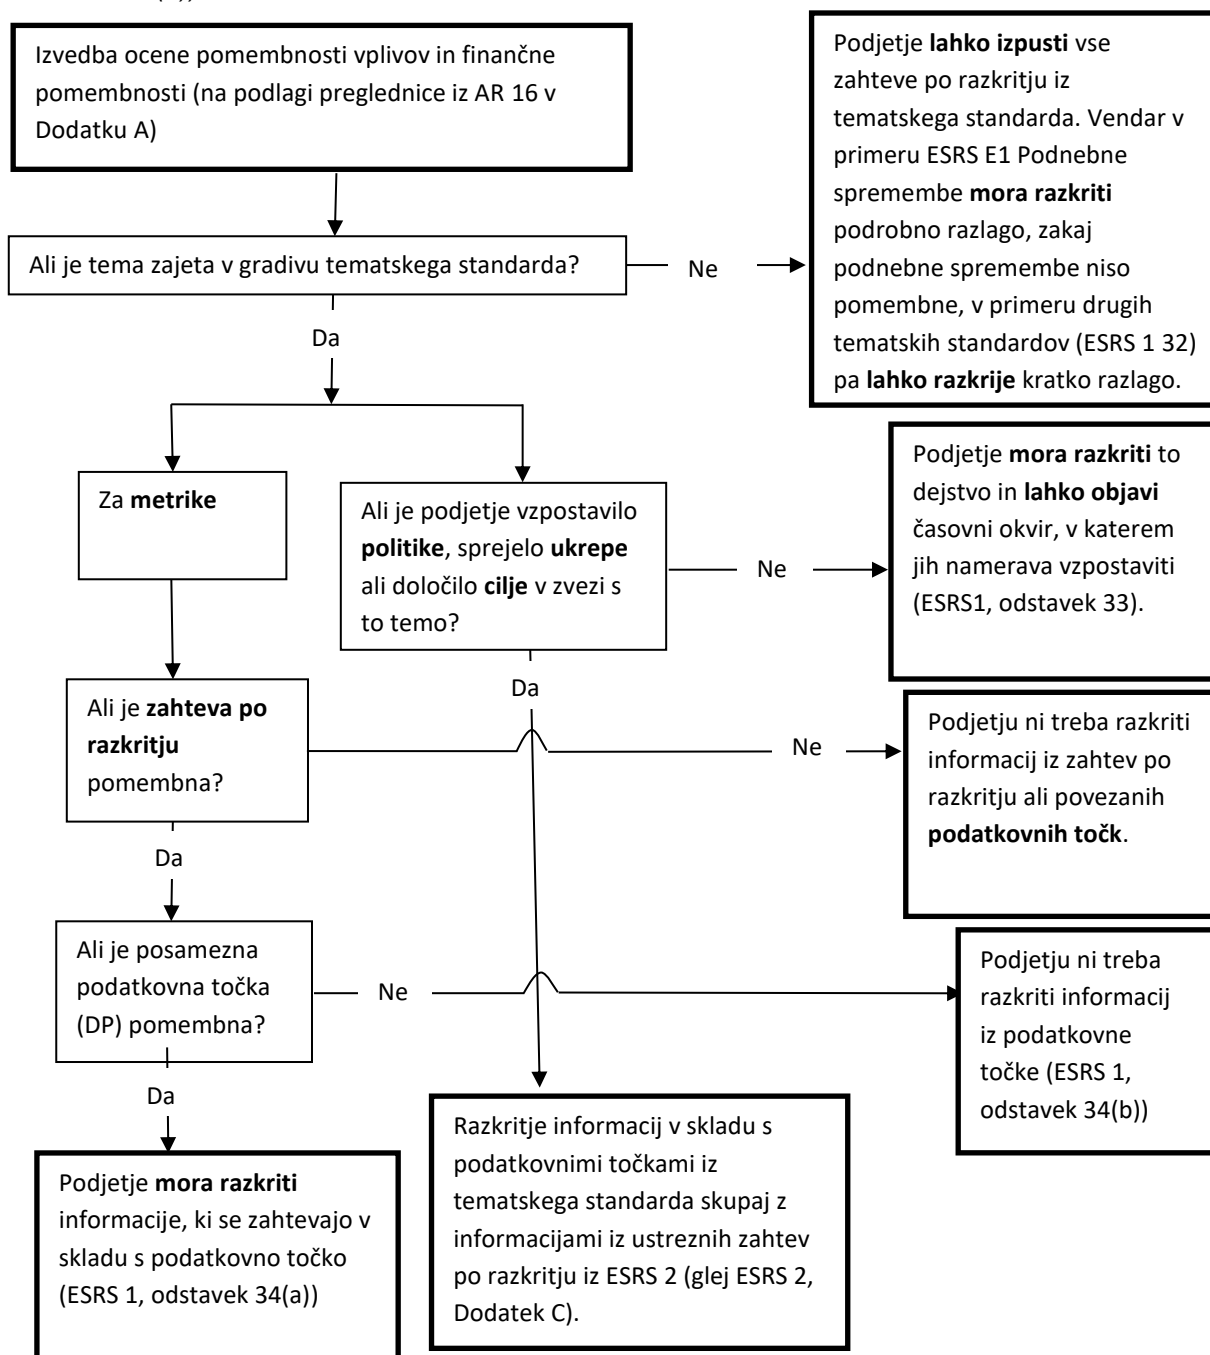 Izvedba ocene pomembnosti vplivov in finančne
pomembnosti (na podlagi preglednice iz AR 16 v
Dodatku A)
Podjetje lahko izpusti vse
zahteve po razkritju iz
tematskega standarda. Vendar v
primeru ESRS E1 Podnebne
spremembe mora razkriti
podrobno razlago, zakaj
podnebne spremembe niso
pomembne, v primeru drugih
tematskih standardov (ESRS 1 32)
pa lahko razkrije kratko razlago.
Ali je tema zajeta v gradivu tematskega standarda?
Ne
Da
Za metrike
Ali je podjetje vzpostavilo
politike, sprejelo ukrepe
ali določilo cilje v zvezi s
to temo?
Ne
Podjetje mora razkriti to
dejstvo in lahko objavi
časovni okvir, v katerem
jih namerava vzpostaviti
(ESRS1, odstavek 33).
Da
Ali je zahteva po
razkritju
pomembna?
Ne
Podjetju ni treba razkriti
informacij iz zahtev po
razkritju ali povezanih
podatkovnih točk.
Da
Ali je posamezna
podatkovna točka
(DP) pomembna?
Ne
Podjetju ni treba
razkriti informacij
iz podatkovne
točke (ESRS 1,
odstavek 34(b))
Da
Podjetje mora razkriti
informacije, ki se zahtevajo v
skladu s podatkovno točko
(ESRS 1, odstavek 34(a))
Razkritje informacij v skladu s
podatkovnimi točkami iz
tematskega standarda skupaj z
informacijami iz ustreznih zahtev
po razkritju iz ESRS 2 (glej ESRS 2,
Dodatek C).